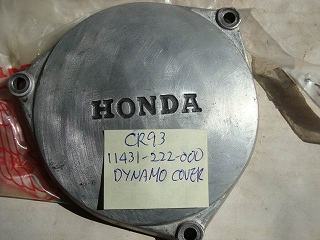 HONDA
CR93
11431-222-000
DYNAMO COVER